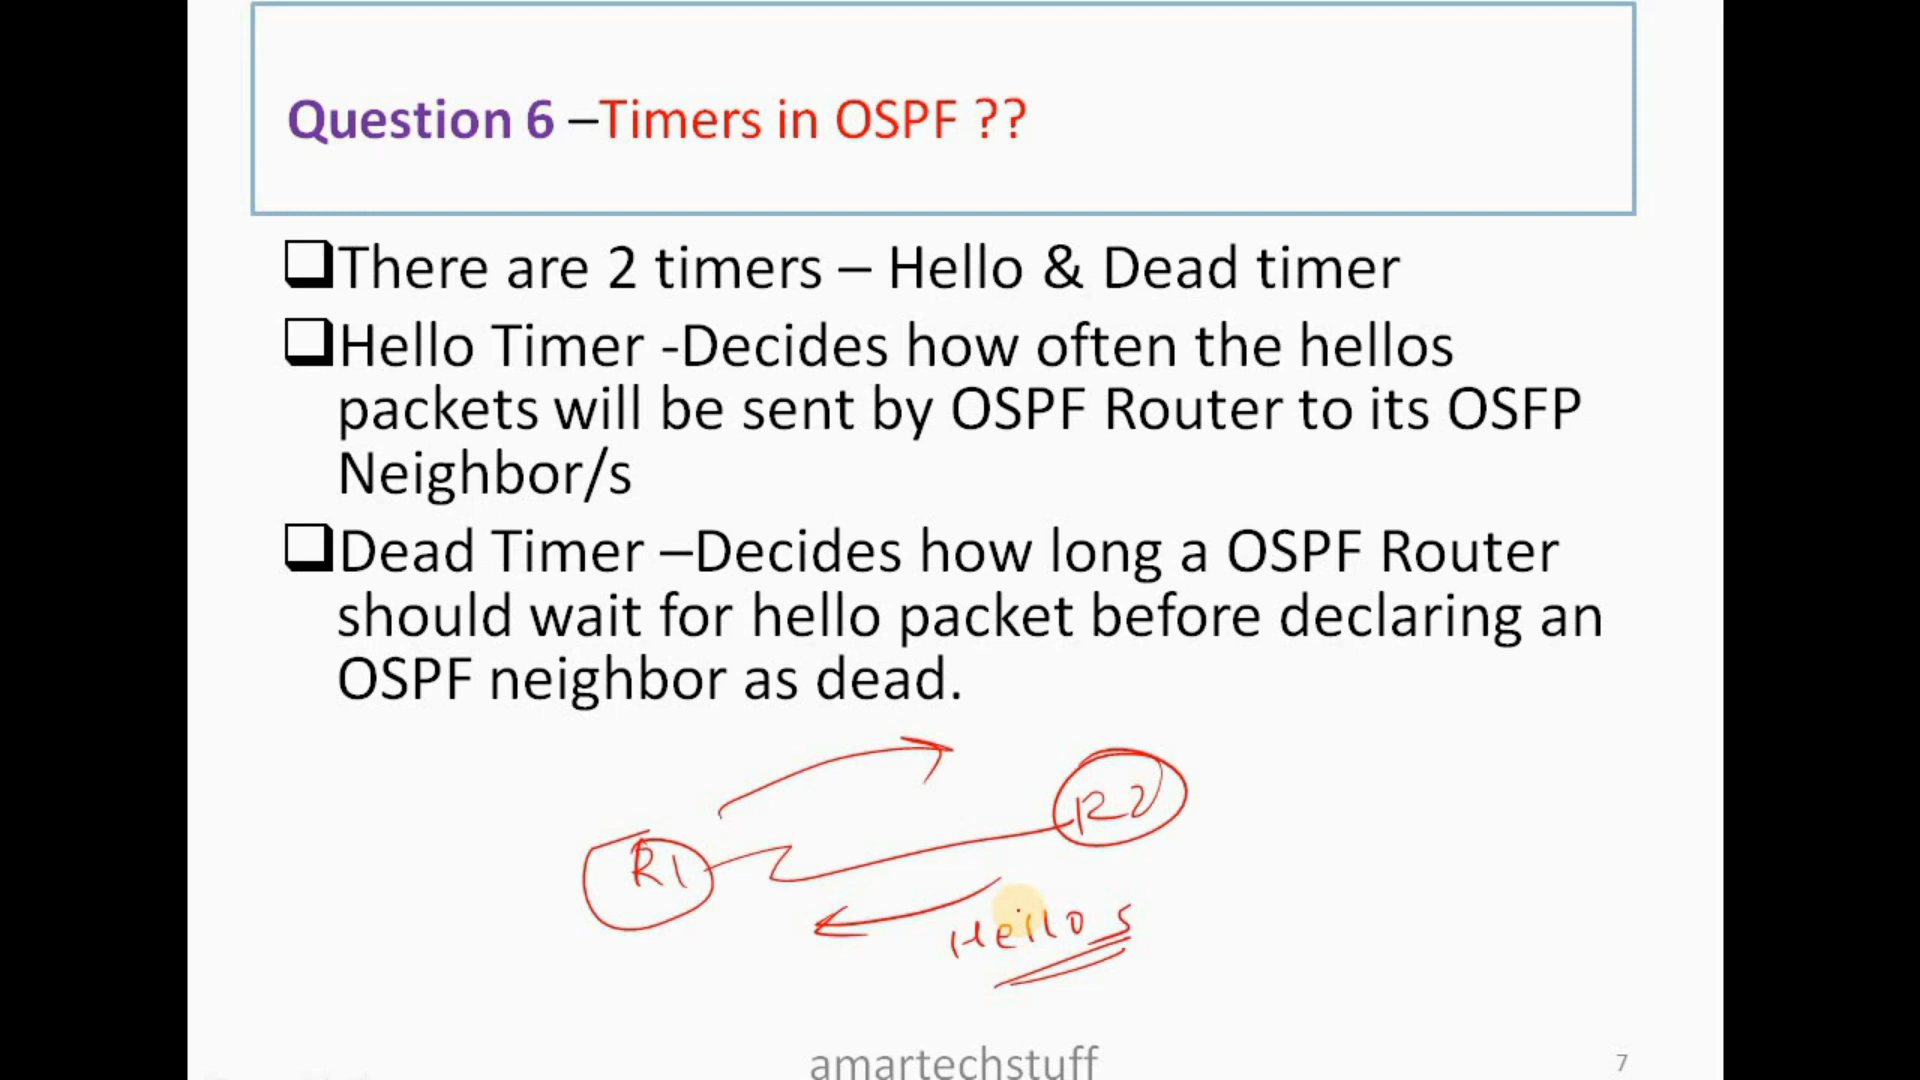 Question 6 –Timers in OSPF ??
There are 2 timers – Hello & Dead timer
Hello Timer -Decides how often the hellos
packets will be sent by OSPF Router to its OSFP
Neighbor/s
Dead Timer –Decides how long a OSPF Router
should wait for hello packet before declaring an
OSPF neighbor as dead.
R2
R1
Hellos
amartechstuff
7